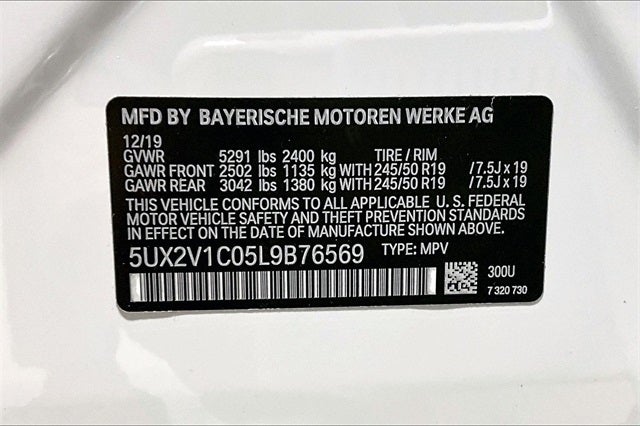 MFD BY BAYERISCHE MOTOREN WERKE AG
12/19
GVWR 5291 lbs 2400 kg TIRE / RIM
GAWR FRONT 2502 lbs 1135 kg WITH 245/50 R19 / 7.5J x 19
GAWR REAR 3042 lbs 1380 kg WITH 245/50 R19 / 7.5J x 19
THIS VEHICLE CONFORMS TO ALL APPLICABLE U. S. FEDERAL
MOTOR VEHICLE SAFETY AND THEFT PREVENTION STANDARDS
IN EFFECT ON THE DATE OF MANUFACTURE SHOWN ABOVE.
5UX2V1C05L9B76569 TYPE: MPV
300U
7 320 730